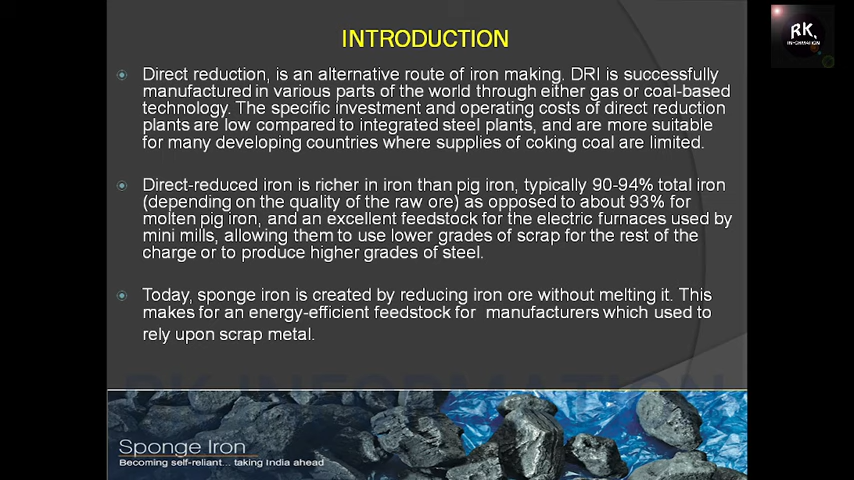 INTRODUCTION
RK,
INFORMATION
Direct reduction, is an alternative route of iron making. DRI is successfully
manufactured in various parts of the world through either gas or coal-based
technology. The specific investment and operating costs of direct reduction
plants are low compared to integrated steel plants, and are more suitable
for many developing countries where supplies of coking coal are limited.
Direct-reduced iron is richer in iron than pig iron, typically 90-94% total iron
(depending on the quality of the raw ore) as opposed to about 93% for
molten pig iron, and an excellent feedstock for the electric furnaces used by
mini mills, allowing them to use lower grades of scrap for the rest of the
charge or to produce higher grades of steel.
Today, sponge iron is created by reducing iron ore without melting it. This
makes for an energy-efficient feedstock for manufacturers which used to
rely upon scrap metal.
RK INFORMATION
Sponge Iron
Becoming self-reliant... taking India ahead